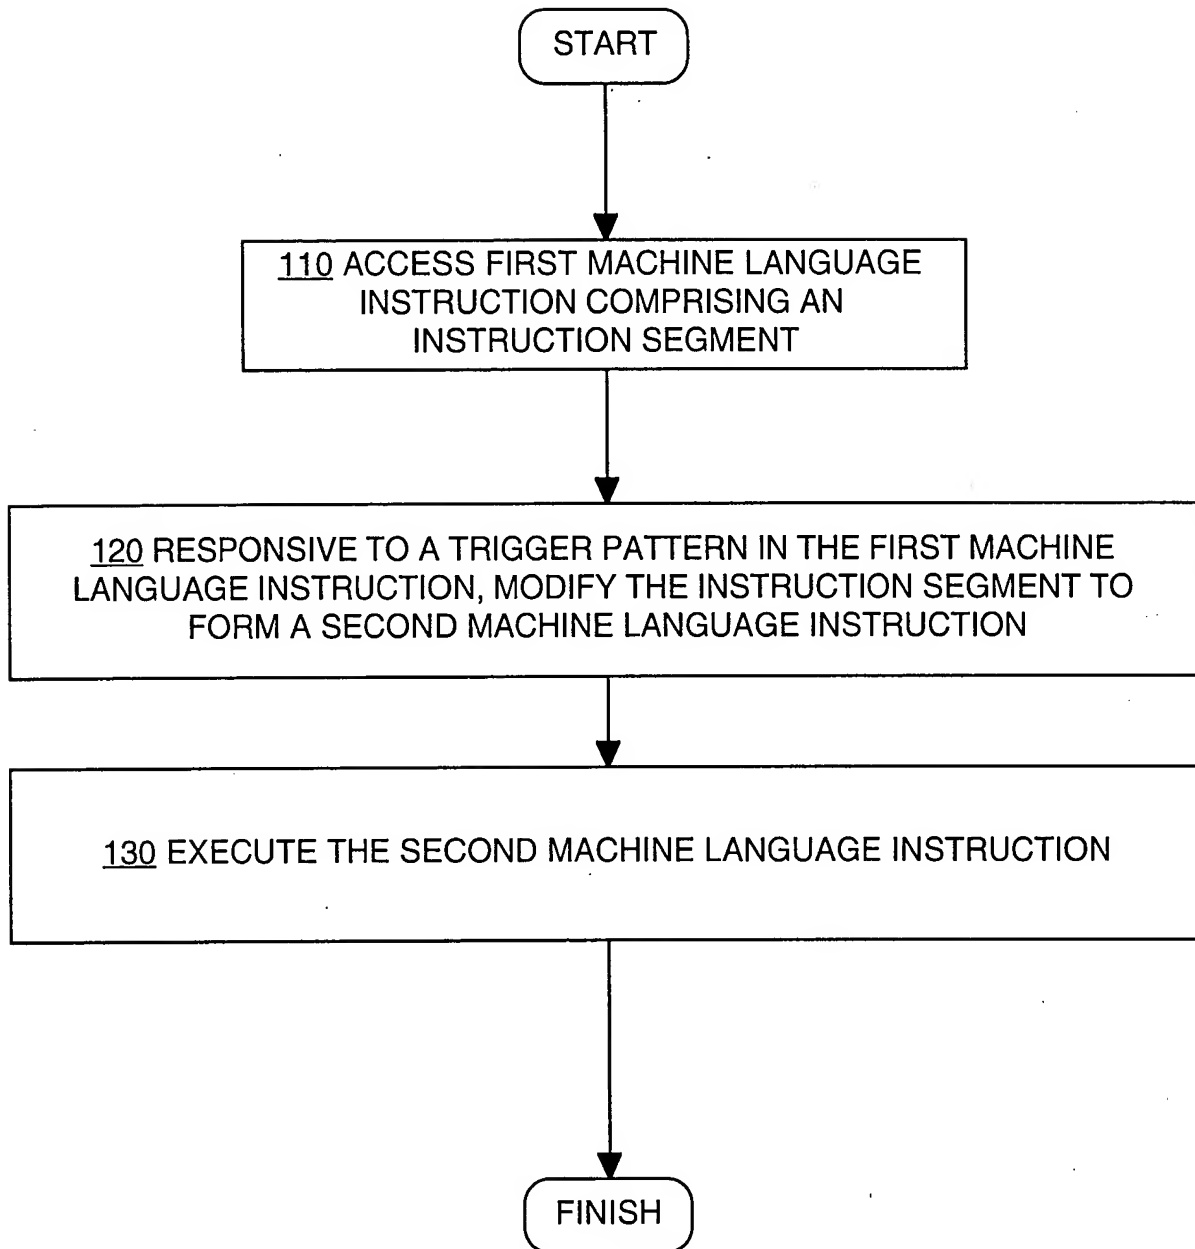 START
110 ACCESS FIRST MACHINE LANGUAGE
INSTRUCTION COMPRISING AN
INSTRUCTION SEGMENT
120 RESPONSIVE TO A TRIGGER PATTERN IN THE FIRST MACHINE
LANGUAGE INSTRUCTION, MODIFY THE INSTRUCTION SEGMENT TO
FORM A SECOND MACHINE LANGUAGE INSTRUCTION
130 EXECUTE THE SECOND MACHINE LANGUAGE INSTRUCTION
FINISH